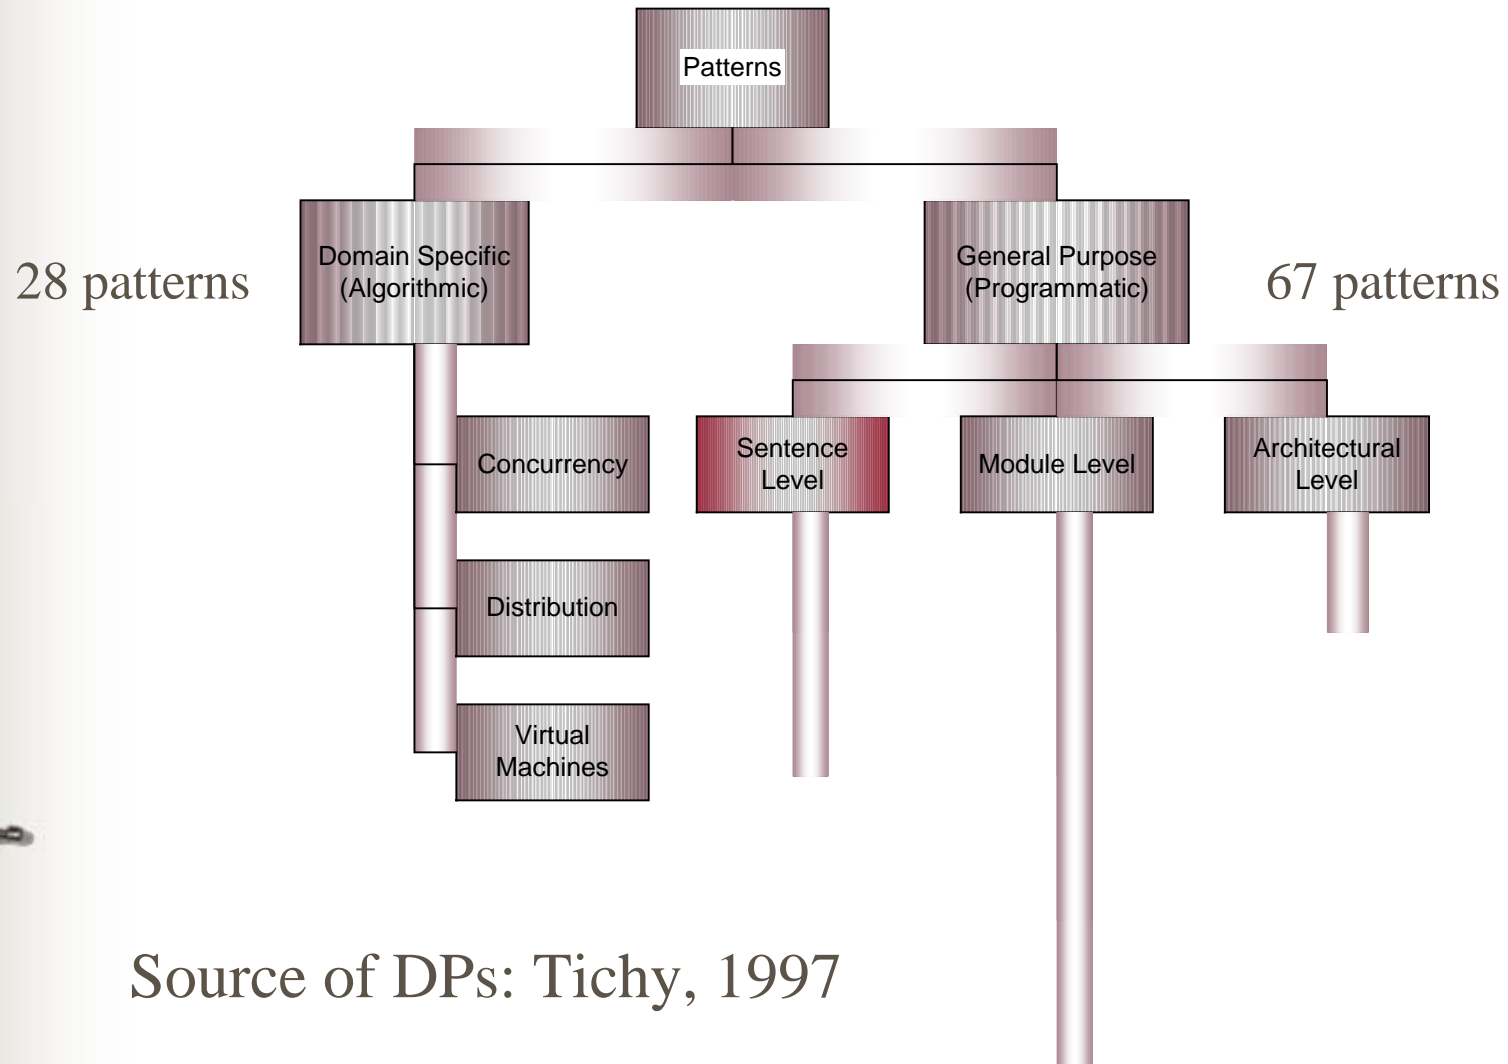 Patterns
Domain Specific
(Algorithmic)
General Purpose
(Programmatic)
28 patterns
67 patterns
Concurrency
Sentence
Level
Module Level
Architectural
Level
Distribution
Virtual
Machines
Source of DPs: Tichy, 1997